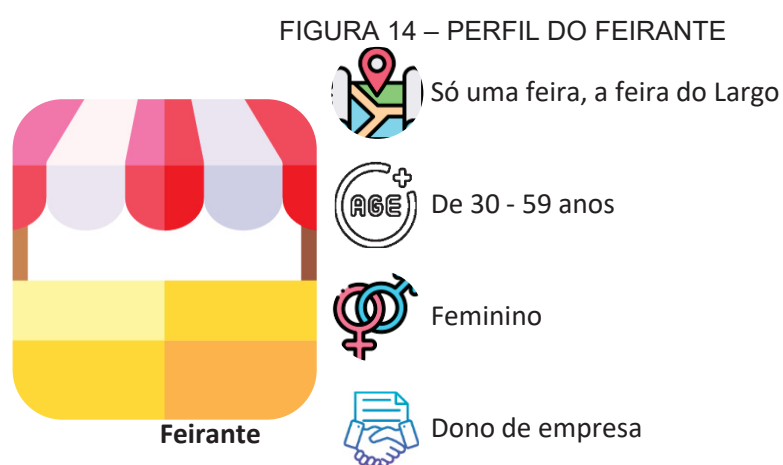 FIGURA 14 – PERFIL DO FEIRANTE
Só uma feira, a feira do Largo
AGE
De 30 - 59 anos
Feminino
Dono de empresa
Feirante